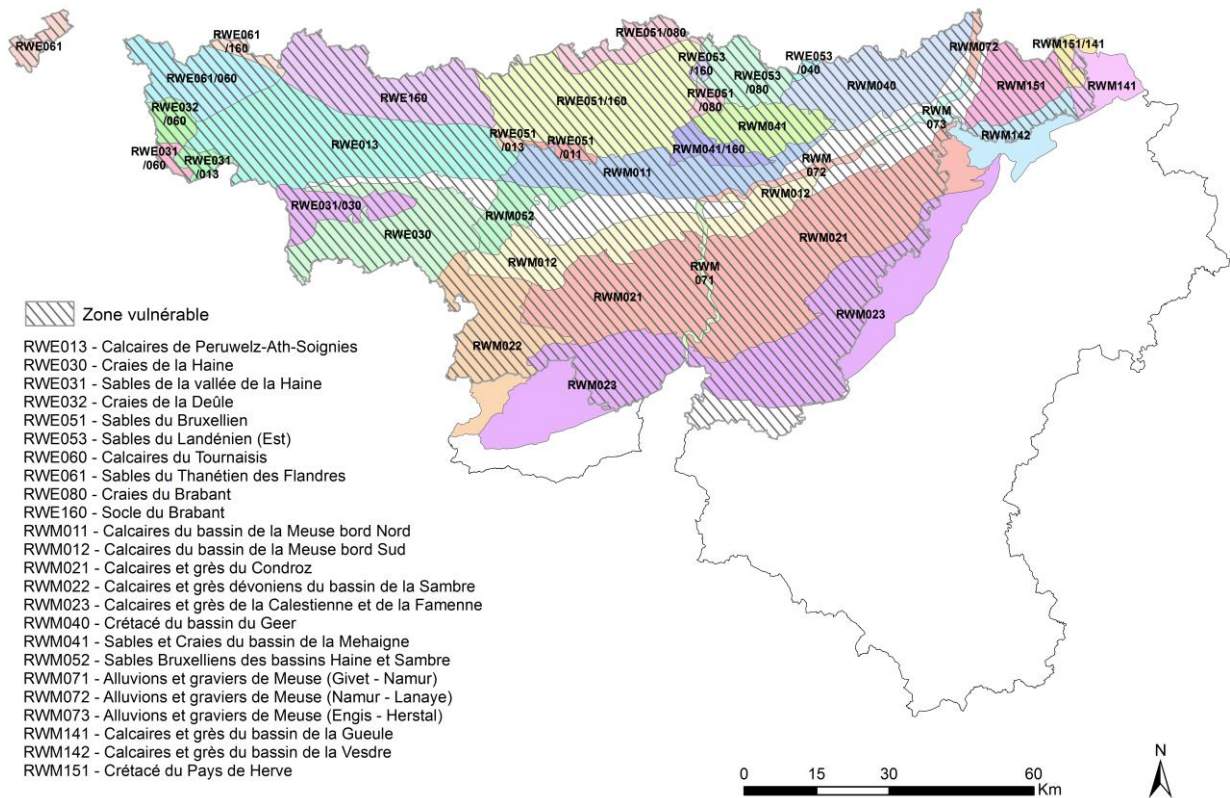 RWE061
RWE061
/160
RWE051/080
RWE053
/160
RWE053
/080
RWE053
/040
RWM072
RWM151/141
RWE061/060
RWE160
RWE051/160
RWE051
/080
RWM040
RWM151
RWM141
RWE032
/060
RWE013
RWE051
/013
RWE051
/011
RWM041
RWM
073
RWM142
RWE031
/060
RWE031
/013
RWM041/160
RWM011
RWM
072
RWE031/030
RWM052
RWM012
RWE030
RWM012
RWM021
RWM
071
RWM021
RWM023
RWM022
RWM023
Zone vulnérable
RWE013 - Calcaires de Peruwelz-Ath-Soignies
RWE030 - Craies de la Haine
RWE031 - Sables de la vallée de la Haine
RWE032 - Craies de la Deûle
RWE051 - Sables du Bruxellien
RWE053 - Sables du Landénien (Est)
RWE060 - Calcaires du Tournaisis
RWE061 - Sables du Thanétien des Flandres
RWE080 - Craies du Brabant
RWE160 - Socle du Brabant
RWM011 - Calcaires du bassin de la Meuse bord Nord
RWM012 - Calcaires du bassin de la Meuse bord Sud
RWM021 - Calcaires et grès du Condroz
RWM022 - Calcaires et grès dévoniens du bassin de la Sambre
RWM023 - Calcaires et grès de la Calestienne et de la Famenne
RWM040 - Crétacé du bassin du Geer
RWM041 - Sables et Craies du bassin de la Mehaigne
RWM052 - Sables Bruxelliens des bassins Haine et Sambre
RWM071 - Alluvions et graviers de Meuse (Givet - Namur)
RWM072 - Alluvions et graviers de Meuse (Namur - Lanaye)
RWM073 - Alluvions et graviers de Meuse (Engis - Herstal)
RWM141 - Calcaires et grès du bassin de la Gueule
RWM142 - Calcaires et grès du bassin de la Vesdre
RWM151 - Crétacé du Pays de Herve
0 15 30 60
Km
N